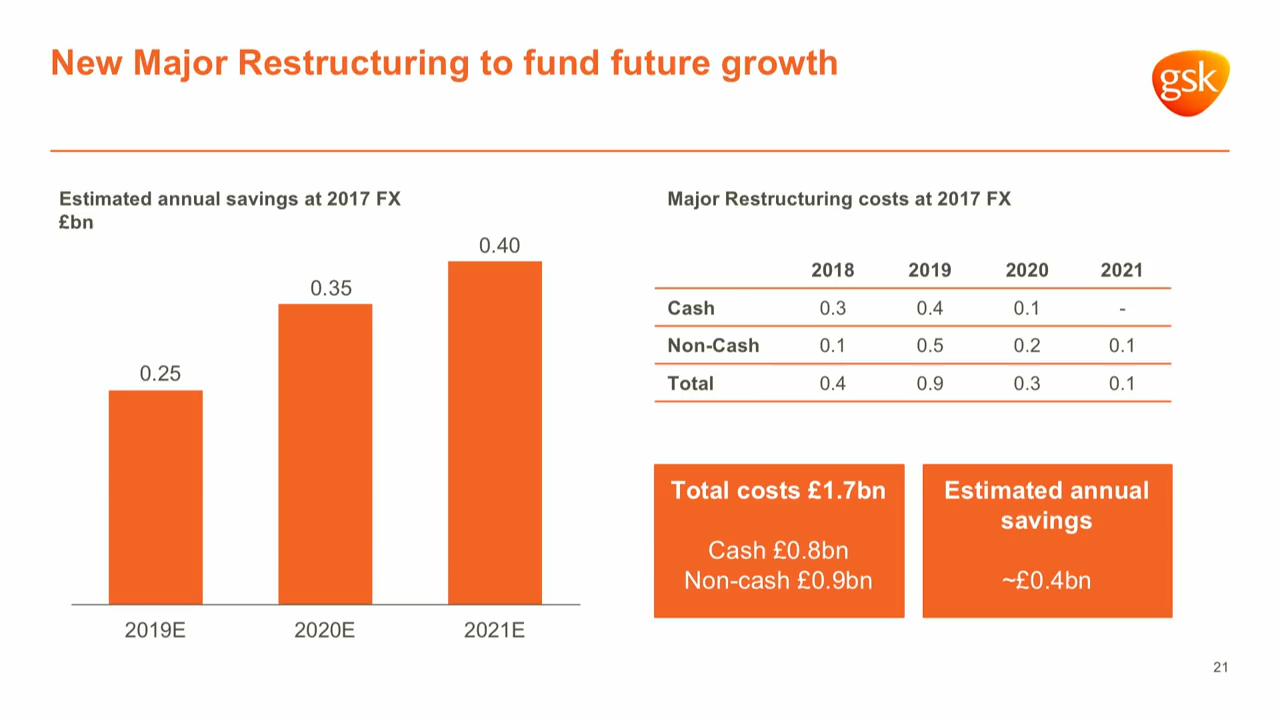 New Major Restructuring to fund future growth
gsk
Estimated annual savings at 2017 FX
£bn
0.25
0.35
0.40
2019E
2020E
2021E
Major Restructuring costs at 2017 FX
2018 2019 2020 2021
Cash 0.3 0.4 0.1 -
Non-Cash 0.1 0.5 0.2 0.1
Total 0.4 0.9 0.3 0.1
Total costs £1.7bn
Cash £0.8bn
Non-cash £0.9bn
Estimated annual
savings
~£0.4bn
21